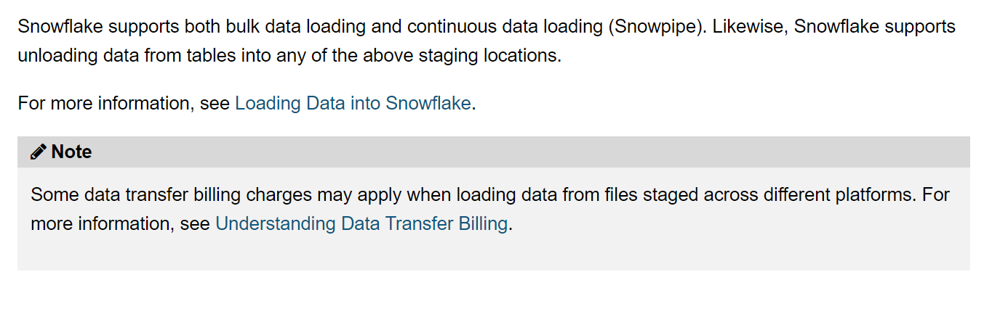 Snowflake supports both bulk data loading and continuous data loading (Snowpipe). Likewise, Snowflake supports
unloading data from tables into any of the above staging locations.
For more information, see Loading Data into Snowflake.
Note
Some data transfer billing charges may apply when loading data from files staged across different platforms. For
more information, see Understanding Data Transfer Billing.